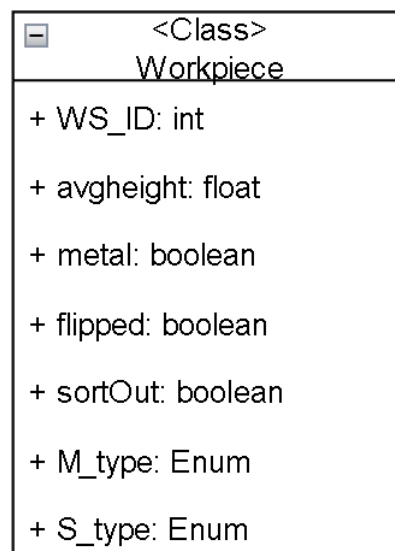 <Class>
Workpiece
+ WS_ID: int
+ avgheight: float
+ metal: boolean
+ flipped: boolean
+ sortOut: boolean
+ M_type: Enum
+ S_type: Enum